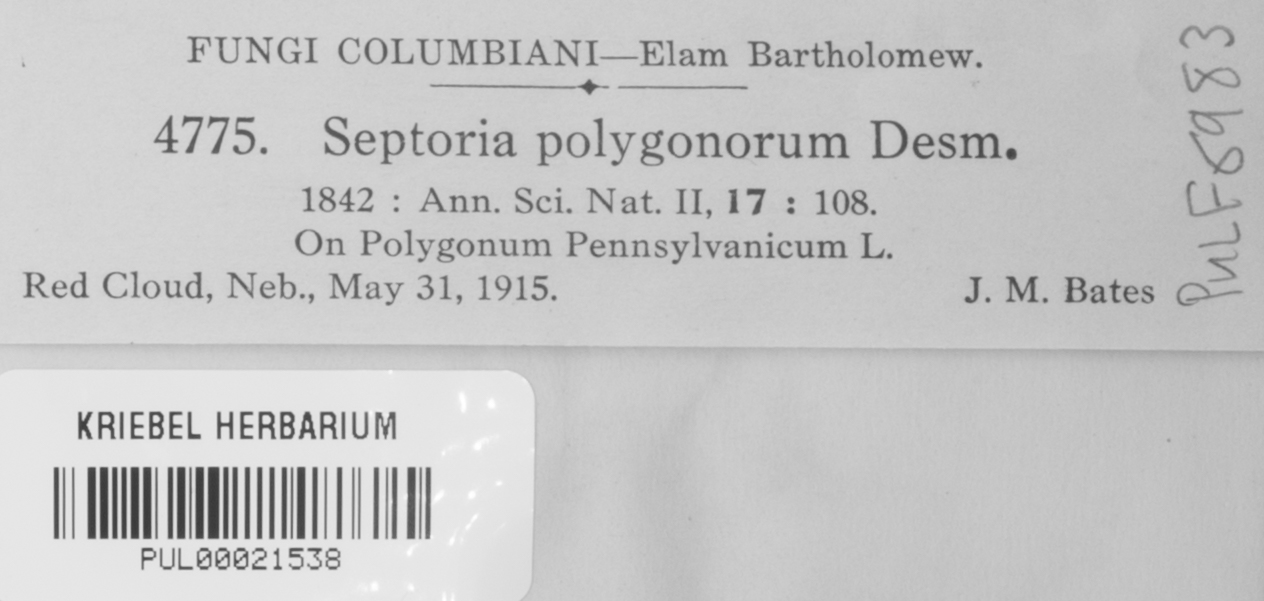 FUNGI COLUMBIANI—Elam Bartholomew.
4775. Septoria polygonorum Desm.
1842 : Ann. Sci. Nat. II, 17 : 108.
On Polygonum Pennsylvanicum L.
Red Cloud, Neb., May 31, 1915. J. M. Bates
PULF8983
KRIEBEL HERBARIUM
PUL00021538